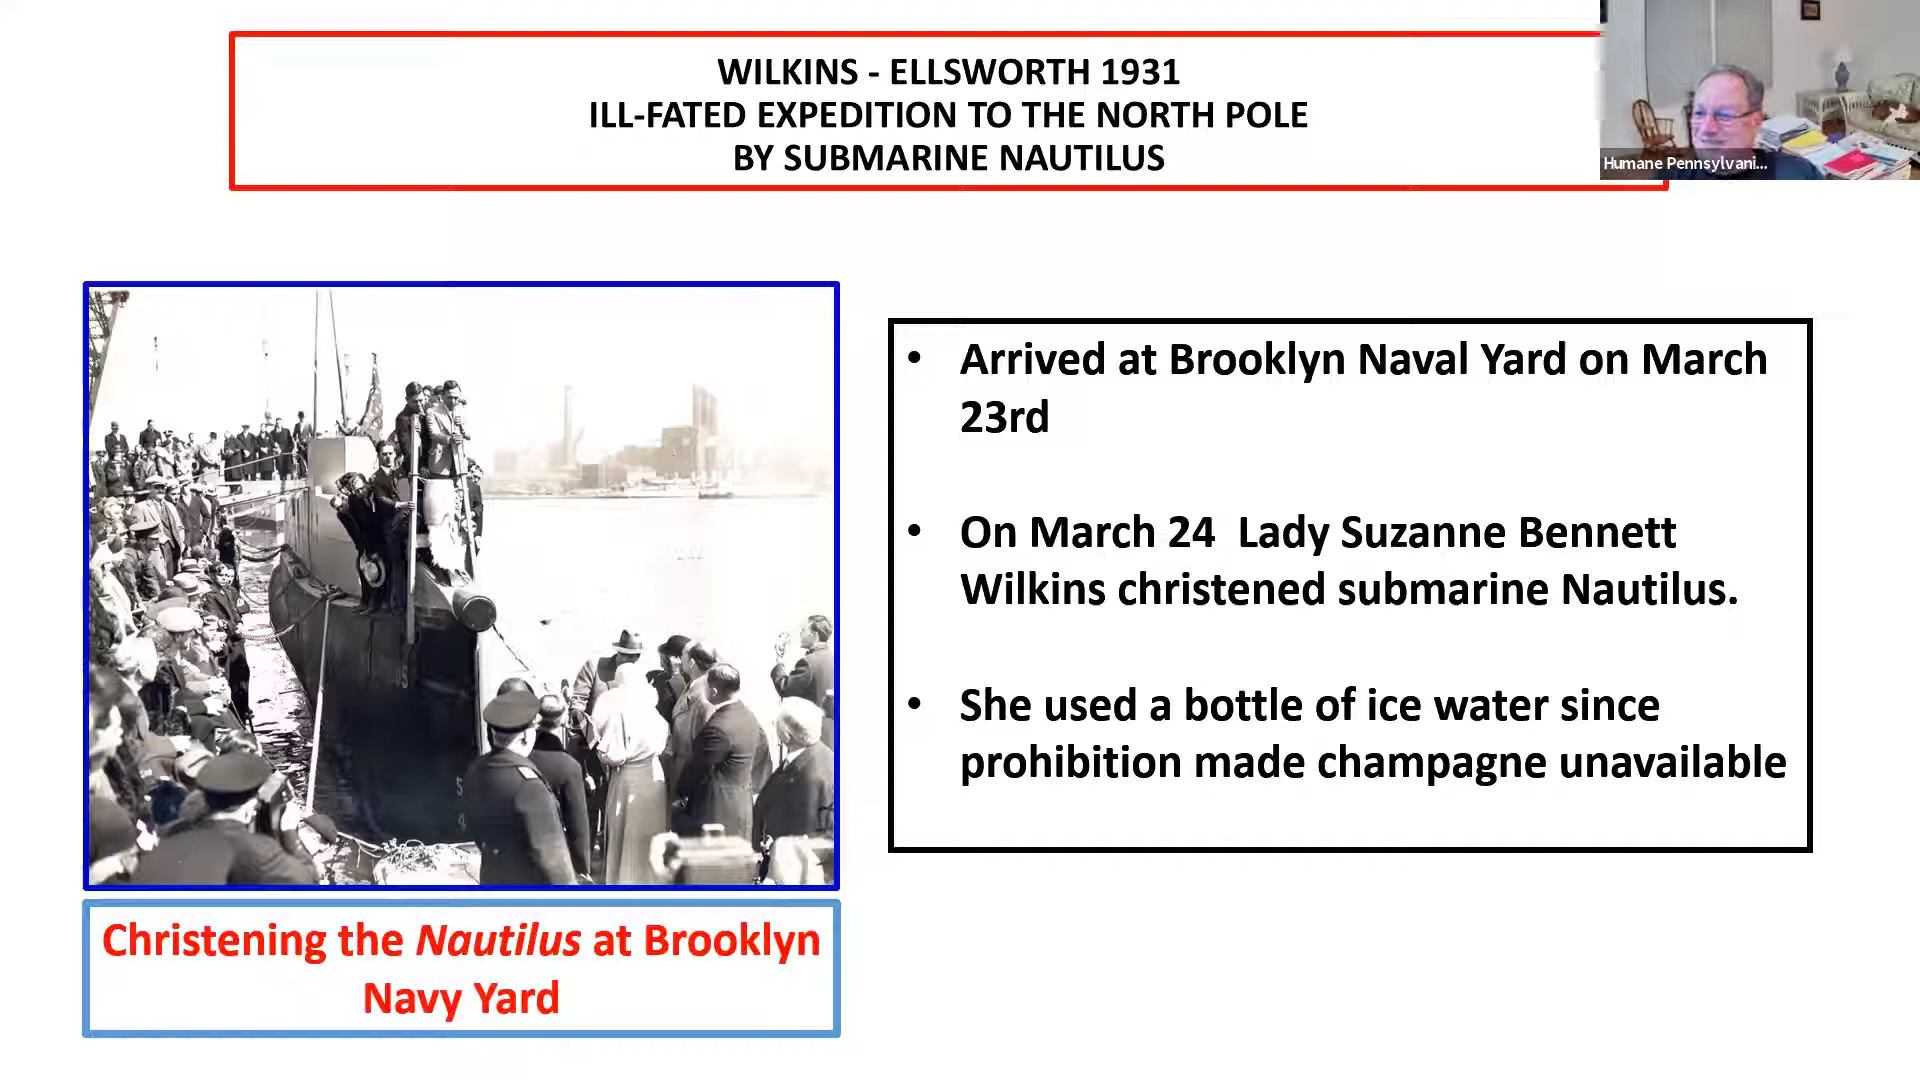 WILKINS - ELLSWORTH 1931
ILL-FATED EXPEDITION TO THE NORTH POLE
BY SUBMARINE NAUTILUS
Humane Pennsylvani...
• Arrived at Brooklyn Naval Yard on March
23rd
• On March 24  Lady Suzanne Bennett
Wilkins christened submarine Nautilus.
• She used a bottle of ice water since
prohibition made champagne unavailable
S
4
Christening the Nautilus at Brooklyn
Navy Yard